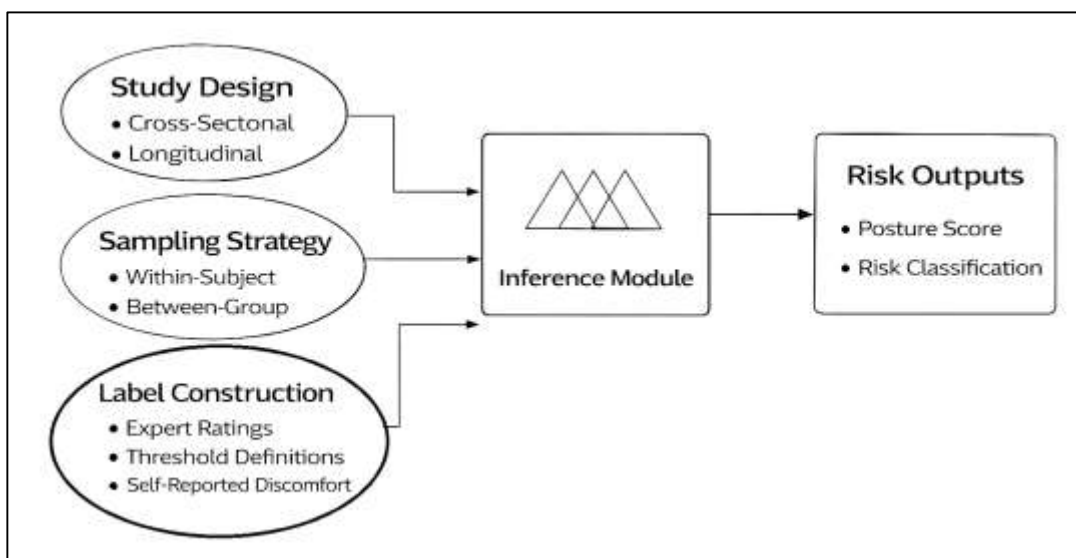 Study Design
• Cross-Sectonal
• Longitudinal
Sampling Strategy
• Within-Subject
• Between-Group
Label Construction
• Expert Ratings
• Threshold Definitions
• Self-Reported Discomfort
Inference Module
Risk Outputs
• Posture Score
• Risk Classification